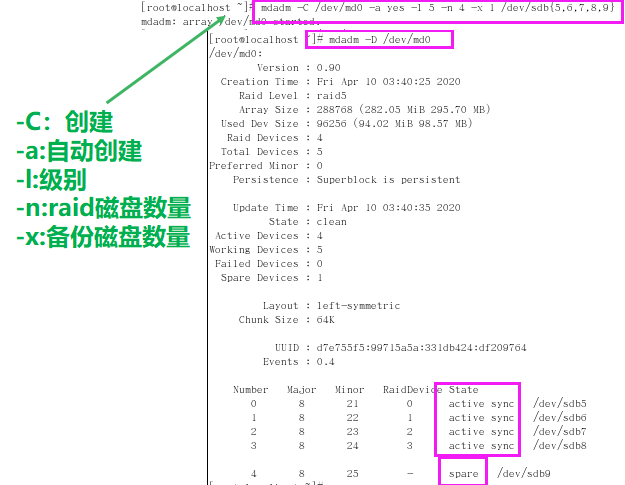 [root@localhost ~]# mdadm -C /dev/md0 -a yes -l 5 -n 4 -x 1 /dev/sdb{5,6,7,8,9}
mdadm: array /dev/md0 started.
[root@localhost ~]# mdadm -D /dev/md0
/dev/md0:
Version : 0.90
Creation Time : Fri Apr 10 03:40:25 2020
Raid Level : raid5
Array Size : 288768 (282.05 MiB 295.70 MB)
Used Dev Size : 96256 (94.02 MiB 98.57 MB)
Raid Devices : 4
Total Devices : 5
Preferred Minor : 0
Persistence : Superblock is persistent
Update Time : Fri Apr 10 03:40:35 2020
State : clean
Active Devices : 4
Working Devices : 5
Failed Devices : 0
Spare Devices : 1
Layout : left-symmetric
Chunk Size : 64K
UUID : d7e755f5:99715a5a:331db424:df209764
Events : 0.4
Number Major Minor RaidDevice State
0 8 21 0 active sync /dev/sdb5
1 8 22 1 active sync /dev/sdb6
2 8 23 2 active sync /dev/sdb7
3 8 24 3 active sync /dev/sdb8
4 8 25 - spare /dev/sdb9
-C：创建
-a:自动创建
-l:级别
-n:raid磁盘数量
-x:备份磁盘数量